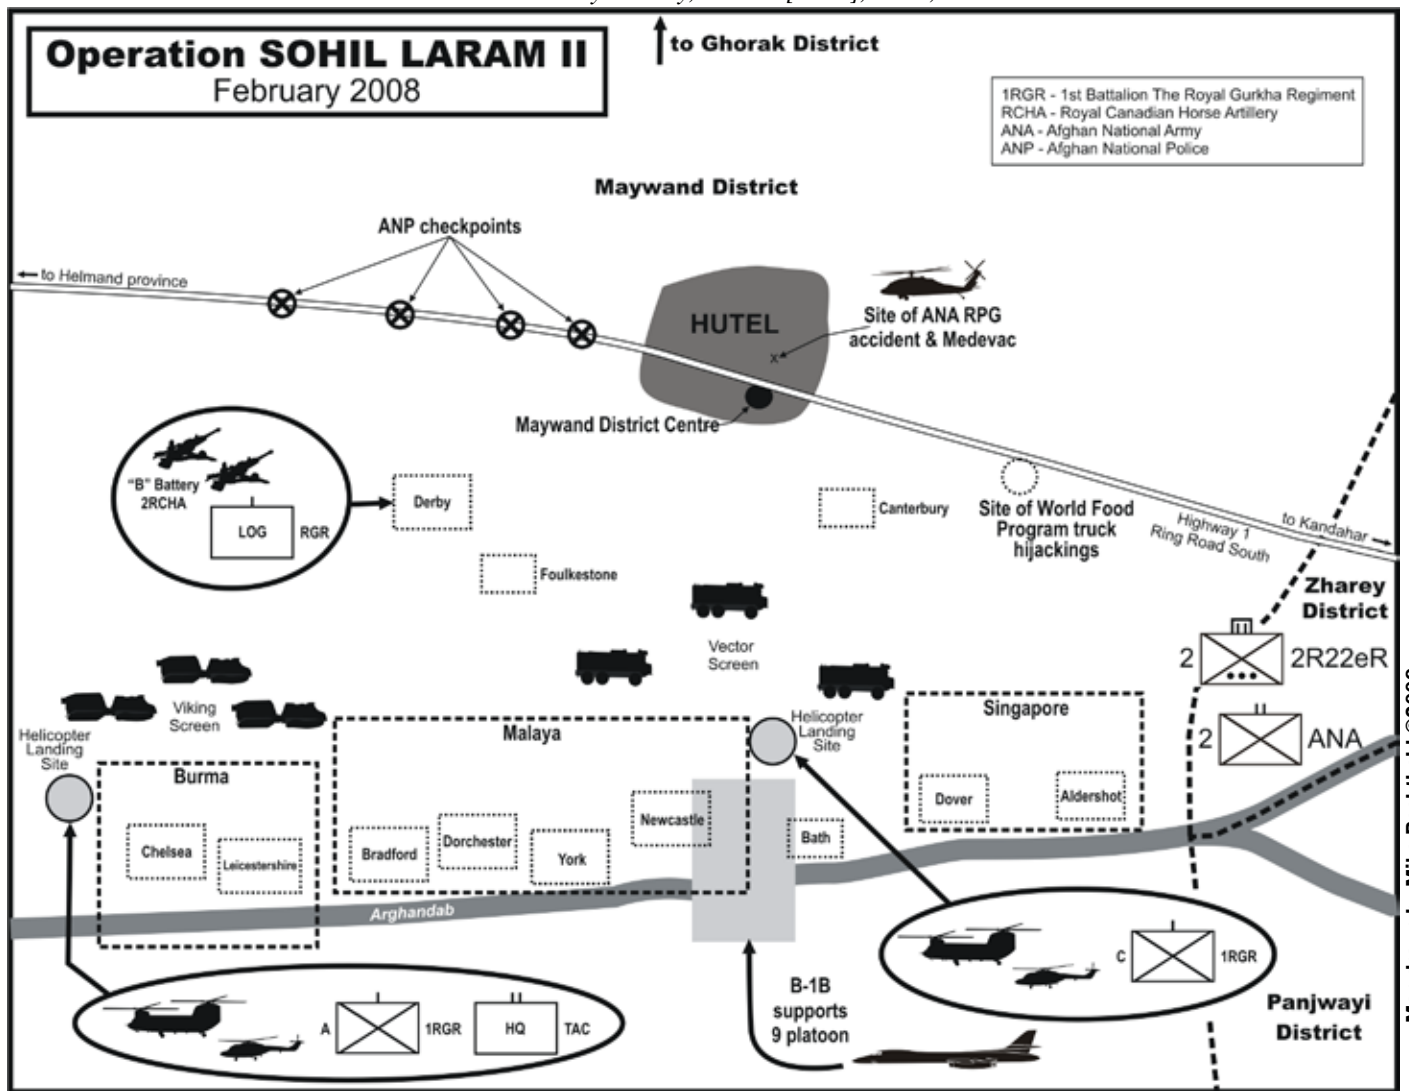 Operation SOHIL LARAM II
February 2008
to Ghorak District
1RGR - 1st Battalion The Royal Gurkha Regiment
RCHA - Royal Canadian Horse Artillery
ANA - Afghan National Army
ANP - Afghan National Police
Maywand District
ANP checkpoints
to Helmand province
HUTEL
Site of ANA RPG
accident & Medevac
x
Maywand District Centre
"B" Battery
2RCHA
LOG
RGR
Derby
Canterbury
Site of World Food
Program truck
hijackings
Highway 1
Ring Road South
to Kandahar
Foulkestone
Zharey
District
Vector
Screen
2
2R22eR
Viking
Screen
Helicopter
Landing
Site
Malaya
Helicopter
Landing
Site
Singapore
2
ANA
Burma
Dover
Aldershot
Newcastle
Chelsea
Leicestershire
Bradford
Dorchester
York
Bath
Arghandab
C
1RGR
B-1B
supports
9 platoon
A
1RGR
HQ
TAC
Panjwayi
District